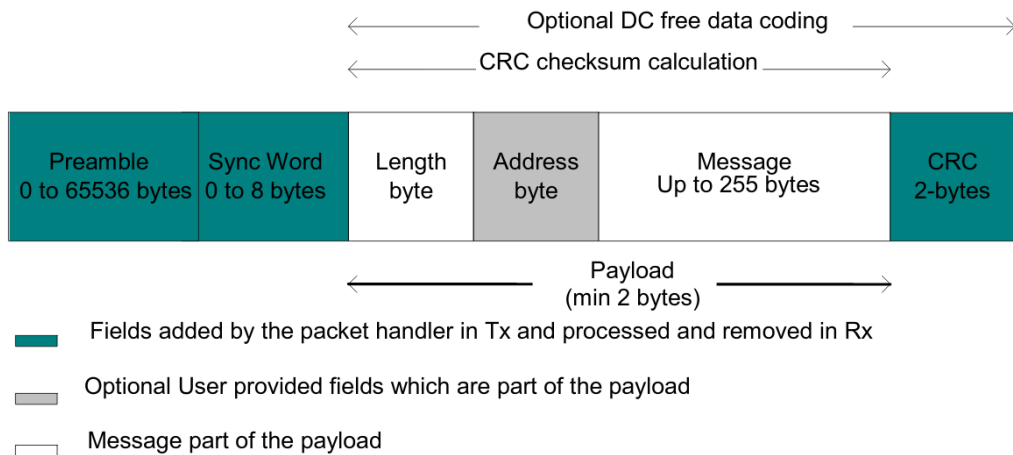 Optional DC free data coding
CRC checksum calculation
Preamble
0 to 65536 bytes
Sync Word
0 to 8 bytes
Length
byte
Address
byte
Message
Up to 255 bytes
CRC
2-bytes
Payload
(min 2 bytes)
Fields added by the packet handler in Tx and processed and removed in Rx
Optional User provided fields which are part of the payload
Message part of the payload